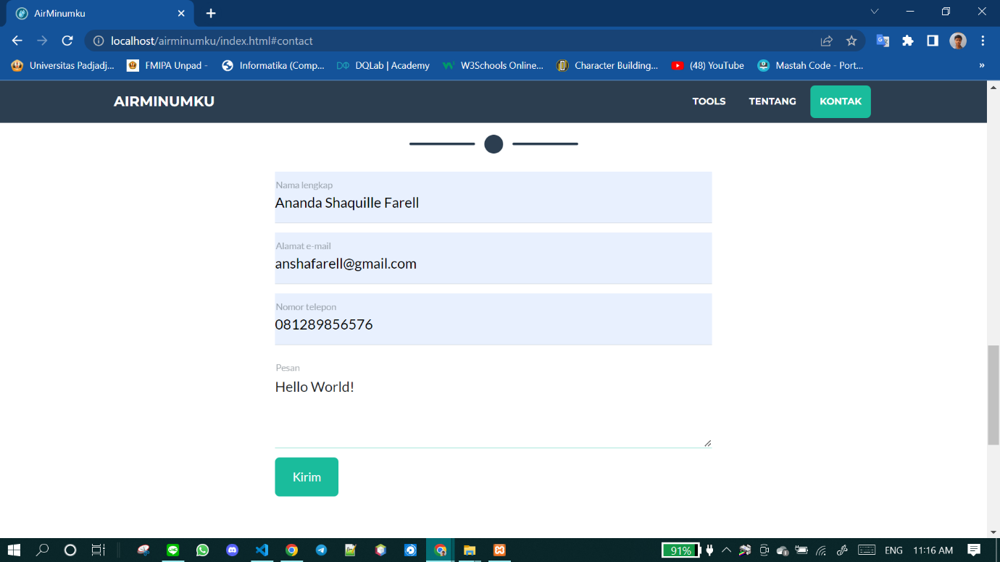 AirMinumku
localhost/airminumku/index.html#contact
Universitas Padjadj... FMIPA Unpad - Informatika (Comp... DQLab | Academy W3Schools Online... Character Building... (48) YouTube Mastah Code - Port... »
AIRMINUMKU TOOLS TENTANG KONTAK
Nama lengkap
Ananda Shaquille Farell
Alamat e-mail
anshafarell@gmail.com
Nomor telepon
081289856576
Pesan
Hello World!
Kirim
91% ENG 11:16 AM